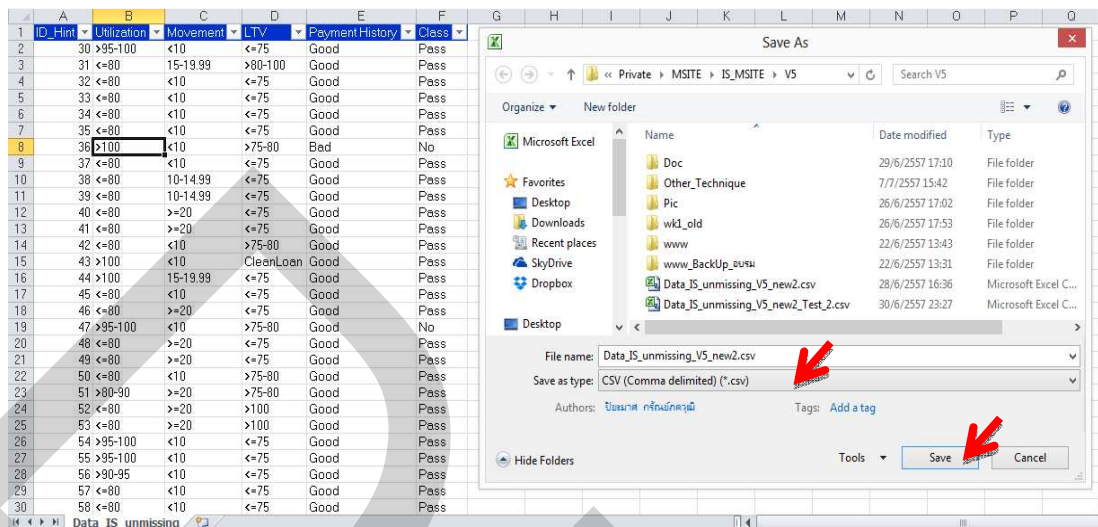 A B C D E F G H I J K L M N O P Q
1 ID_Hint Utilization Movement LTV Payment History Class
2 30 >95-100 <10 <=75 Good Pass
3 31 <=80 15-19.99 >80-100 Good Pass
4 32 <=80 <10 <=75 Good Pass
5 33 <=80 <10 <=75 Good Pass
6 34 <=80 <10 <=75 Good Pass
7 35 <=80 <10 <=75 Good Pass
8 36 >100 <10 >75-80 Bad No
9 37 <=80 <10 <=75 Good Pass
10 38 <=80 10-14.99 <=75 Good Pass
11 39 <=80 10-14.99 <=75 Good Pass
12 40 <=80 >=20 <=75 Good Pass
13 41 <=80 >=20 <=75 Good Pass
14 42 <=80 <10 >75-80 Good Pass
15 43 >100 <10 CleanLoan Good Pass
16 44 >100 15-19.99 <=75 Good Pass
17 45 <=80 <10 <=75 Good Pass
18 46 <=80 >=20 <=75 Good Pass
19 47 >95-100 <10 >75-80 Good No
20 48 <=80 >=20 <=75 Good Pass
21 49 <=80 >=20 <=75 Good Pass
22 50 <=80 <10 >75-80 Good Pass
23 51 >80-90 >=20 >75-80 Good Pass
24 52 <=80 >=20 >100 Good Pass
25 53 <=80 >=20 >100 Good Pass
26 54 >95-100 <10 <=75 Good Pass
27 55 >95-100 <10 <=75 Good Pass
28 56 >90-95 <10 <=75 Good Pass
29 57 <=80 <10 <=75 Good Pass
30 58 <=80 <10 <=75 Good Pass
Data_IS_unmissing
Save As
« Private MSITE IS_MSITE V5 Search V5
Organize New folder
Microsoft Excel
Favorites
Desktop
Downloads
Recent places
SkyDrive
Dropbox
Desktop
Name Date modified Type
Doc 29/6/2557 17:10 File folder
Other_Technique 7/7/2557 15:42 File folder
Pic 26/6/2557 17:02 File folder
wk1_old 26/6/2557 17:53 File folder
www 22/6/2557 13:43 File folder
www_BackUp_อบรม 22/6/2557 13:31 File folder
Data_IS_unmissing_V5_new2.csv 28/6/2557 16:36 Microsoft Excel C...
Data_IS_unmissing_V5_new2_Test_2.csv 30/6/2557 23:27 Microsoft Excel C...
File name: Data_IS_unmissing_V5_new2.csv
Save as type: CSV (Comma delimited) (*.csv)
Authors: ปิยมาศ Tags: Add a tag
Hide Folders Tools Save Cancel